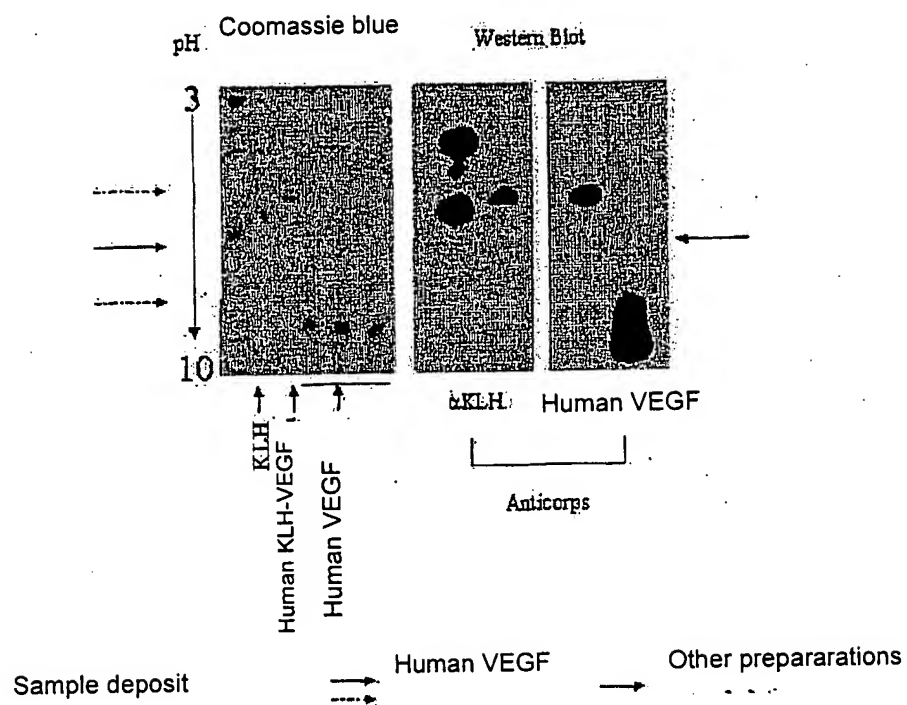 Coomassie blue
pH
Western Blot
3
10
αKLH
Human VEGF
KLH
Human KLH-VEGF
Human VEGF
Anticorps
Human VEGF
Other prepararations
Sample deposit